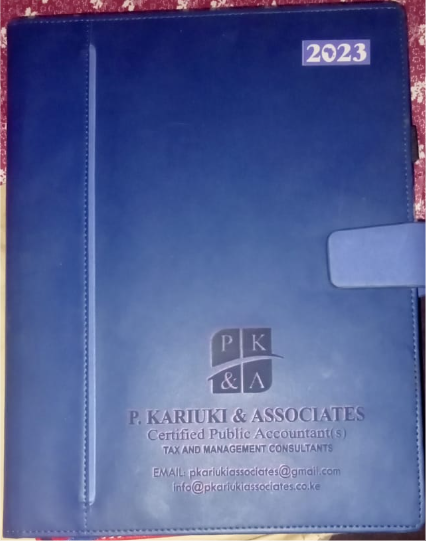 2023
P K
& A
P. KARIUKI & ASSOCIATES
Certified Public Accountant(s)
TAX AND MANAGEMENT CONSULTANTS
EMAIL: pkariukiassociates@gmail.com
info@pkariukiassociates.co.ke